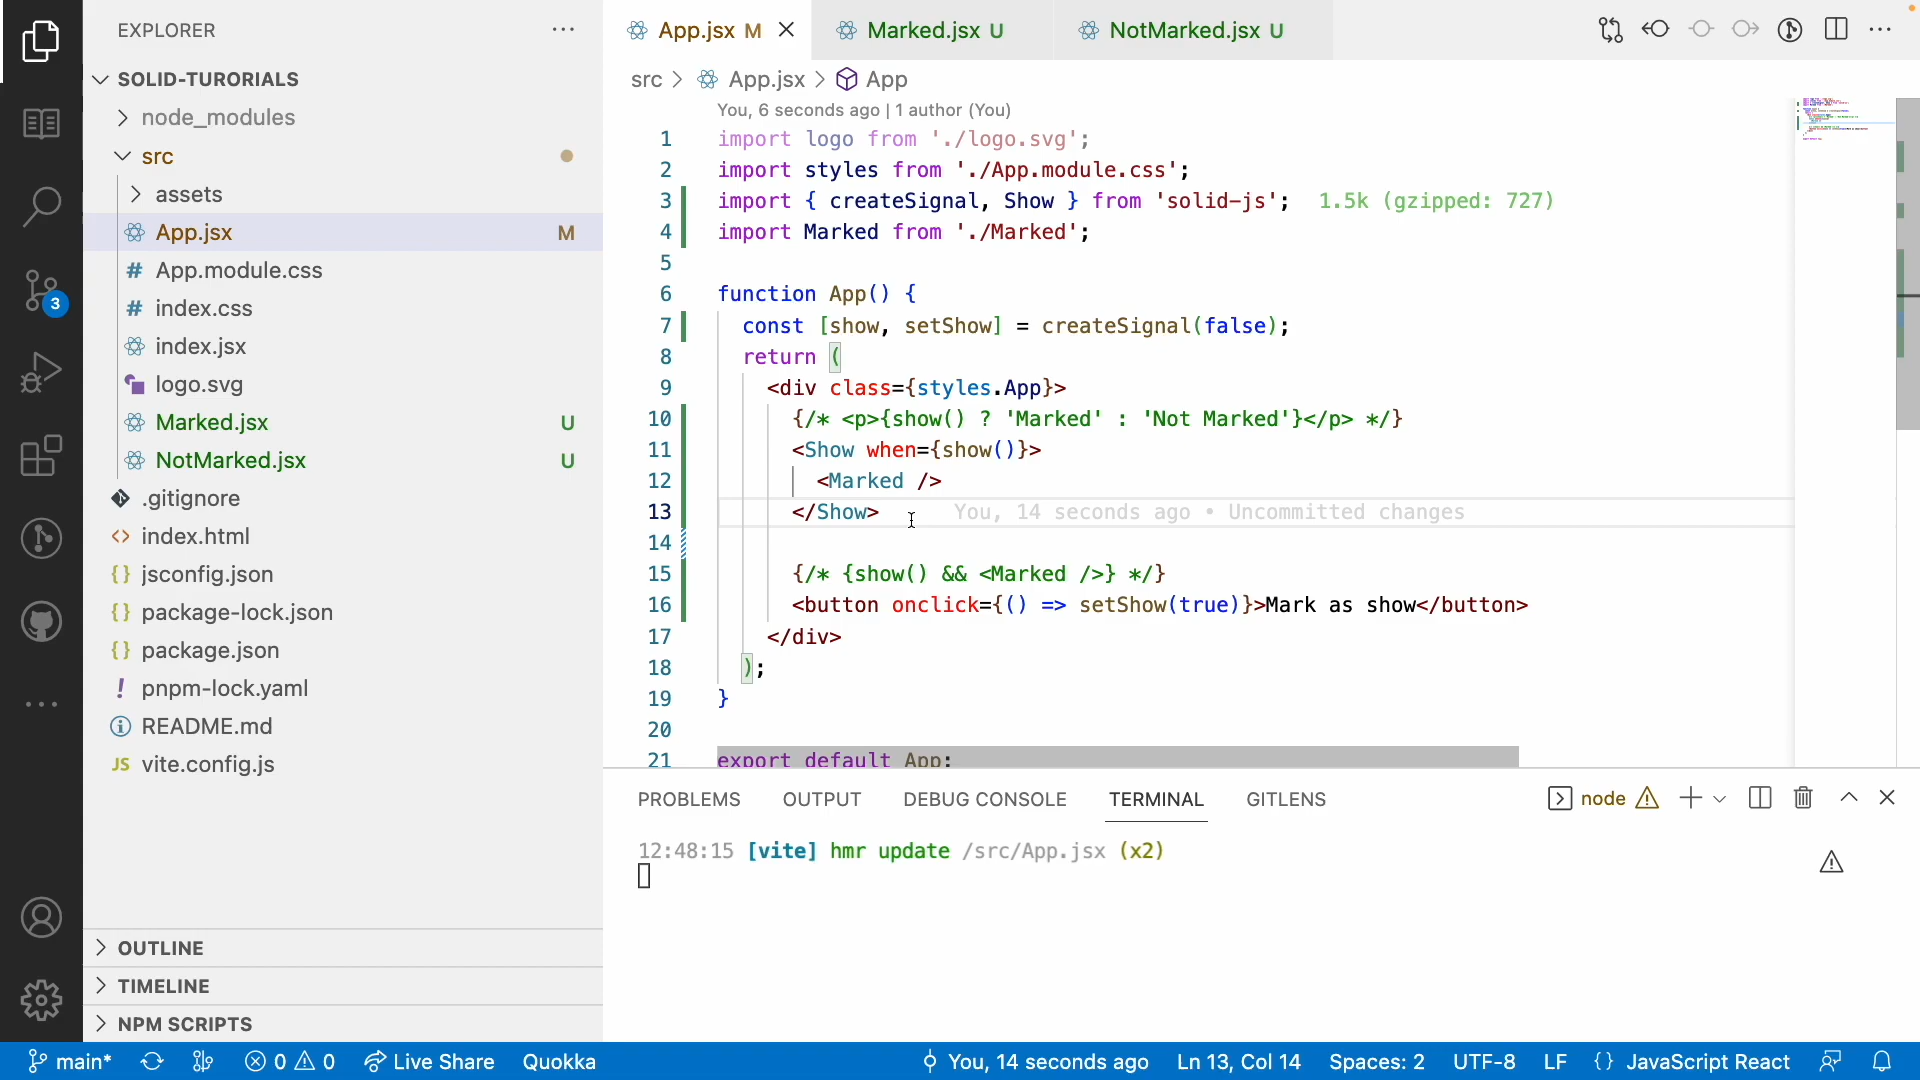 EXPLORER
SOLID-TURORIALS
node_modules
src
assets
App.jsx M
App.module.css
index.css
index.jsx
logo.svg
Marked.jsx U
NotMarked.jsx U
.gitignore
index.html
jsconfig.json
package-lock.json
package.json
pnpm-lock.yaml
README.md
JS vite.config.js
OUTLINE
TIMELINE
NPM SCRIPTS
3
App.jsx M
Marked.jsx U
NotMarked.jsx U
src > App.jsx > App
You, 6 seconds ago | 1 author (You)
1 import logo from './logo.svg';
2 import styles from './App.module.css';
3 import { createSignal, Show } from 'solid-js'; 1.5k (gzipped: 727)
4 import Marked from './Marked';
5
6 function App() {
7 const [show, setShow] = createSignal(false);
8 return (
9 <div class={styles.App}>
10 {/* <p>{show() ? 'Marked' : 'Not Marked'}</p> */}
11 <Show when={show()}>
12 <Marked />
13 </Show> You, 14 seconds ago • Uncommitted changes
14
15 {/* {show() && <Marked />} */}
16 <button onclick={() => setShow(true)}>Mark as show</button>
17 </div>
18 );
19 }
20
21 export default App;
PROBLEMS OUTPUT DEBUG CONSOLE TERMINAL GITLENS
node
12:48:15 [vite] hmr update /src/App.jsx (x2)
main* 0 0 Live Share Quokka You, 14 seconds ago Ln 13, Col 14 Spaces: 2 UTF-8 LF {} JavaScript React